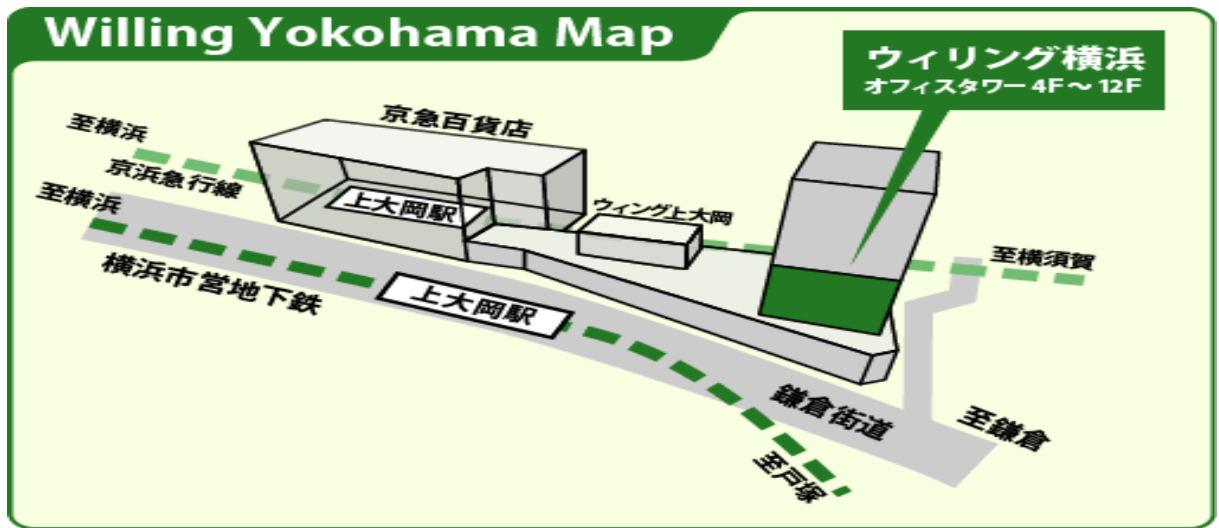 Willing Yokohama Map
ウィリング横浜
オフィスタワー 4F～12F
京急百貨店
至横浜
京浜急行線
至横浜
上大岡駅
ウィング上大岡
至横須賀
横浜市営地下鉄
上大岡駅
鎌倉街道
至鎌倉
至戸塚